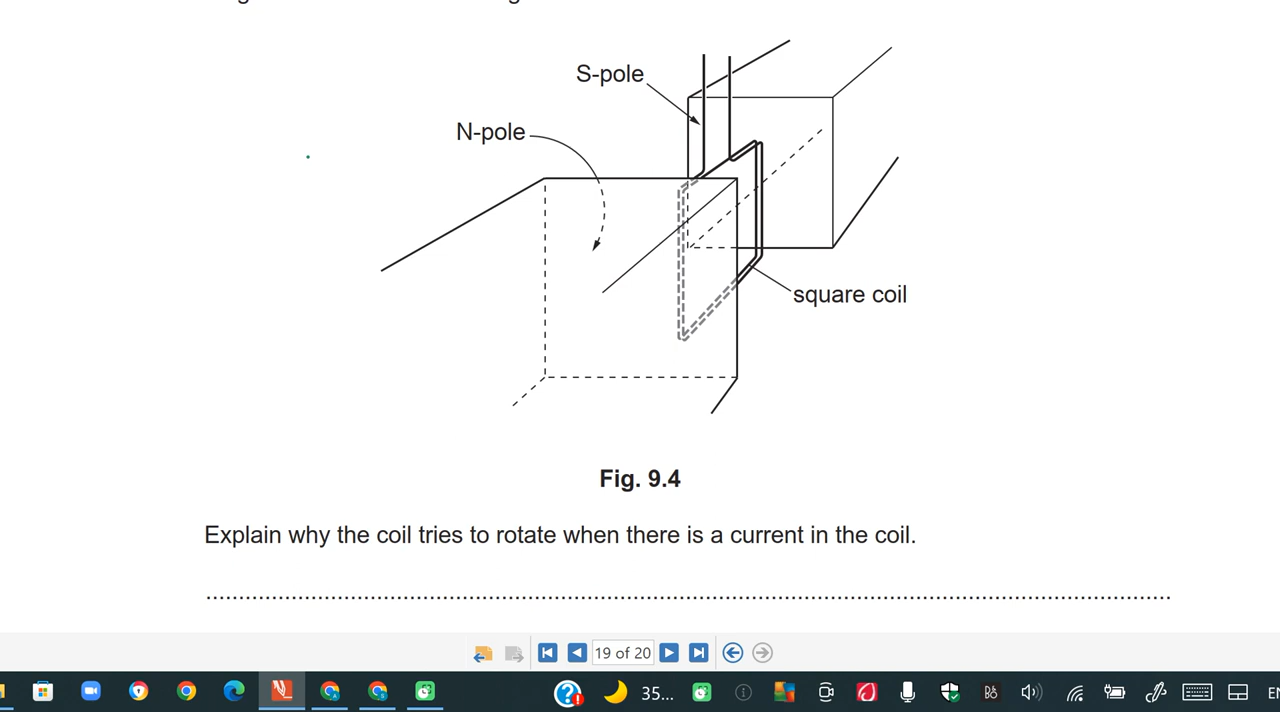 S-pole
N-pole
square coil
Fig. 9.4
Explain why the coil tries to rotate when there is a current in the coil.
19 of 20
35...
EN